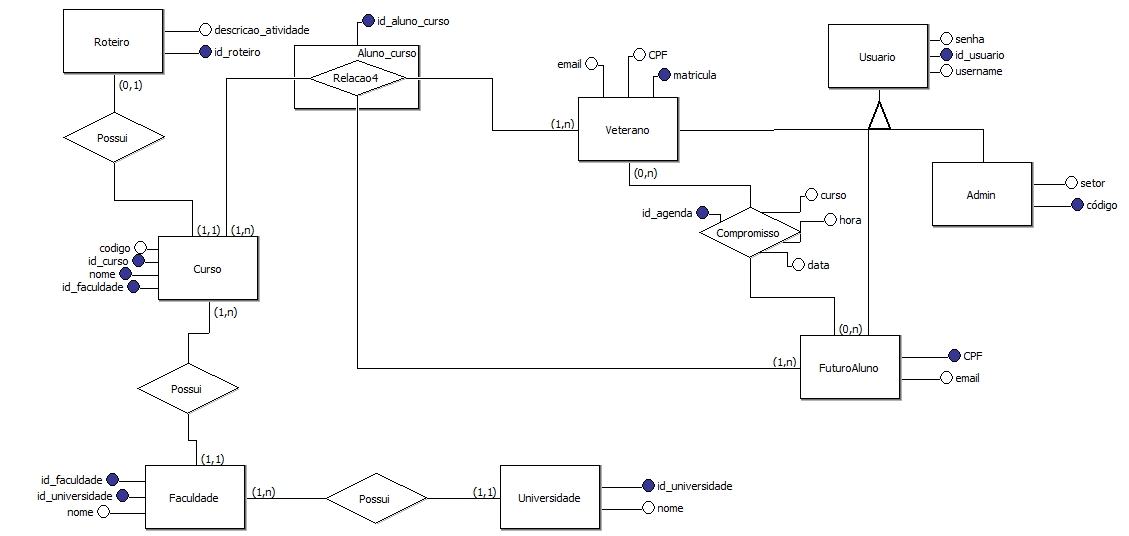 Roteiro
descricao_atividade
id_roteiro
(0,1)
Possui
id_aluno_curso
Aluno_curso
Relacao4
email
CPF
matricula
(1,n)
Veterano
(0,n)
Usuario
senha
id_usuario
username
Admin
setor
código
id_agenda
Compromisso
curso
hora
data
(1,1)
(1,n)
codigo
id_curso
nome
id_faculdade
Curso
(1,n)
Possui
(0,n)
(1,n)
FuturoAluno
CPF
email
(1,1)
id_faculdade
id_universidade
nome
Faculdade
(1,n)
Possui
(1,1)
Universidade
id_universidade
nome